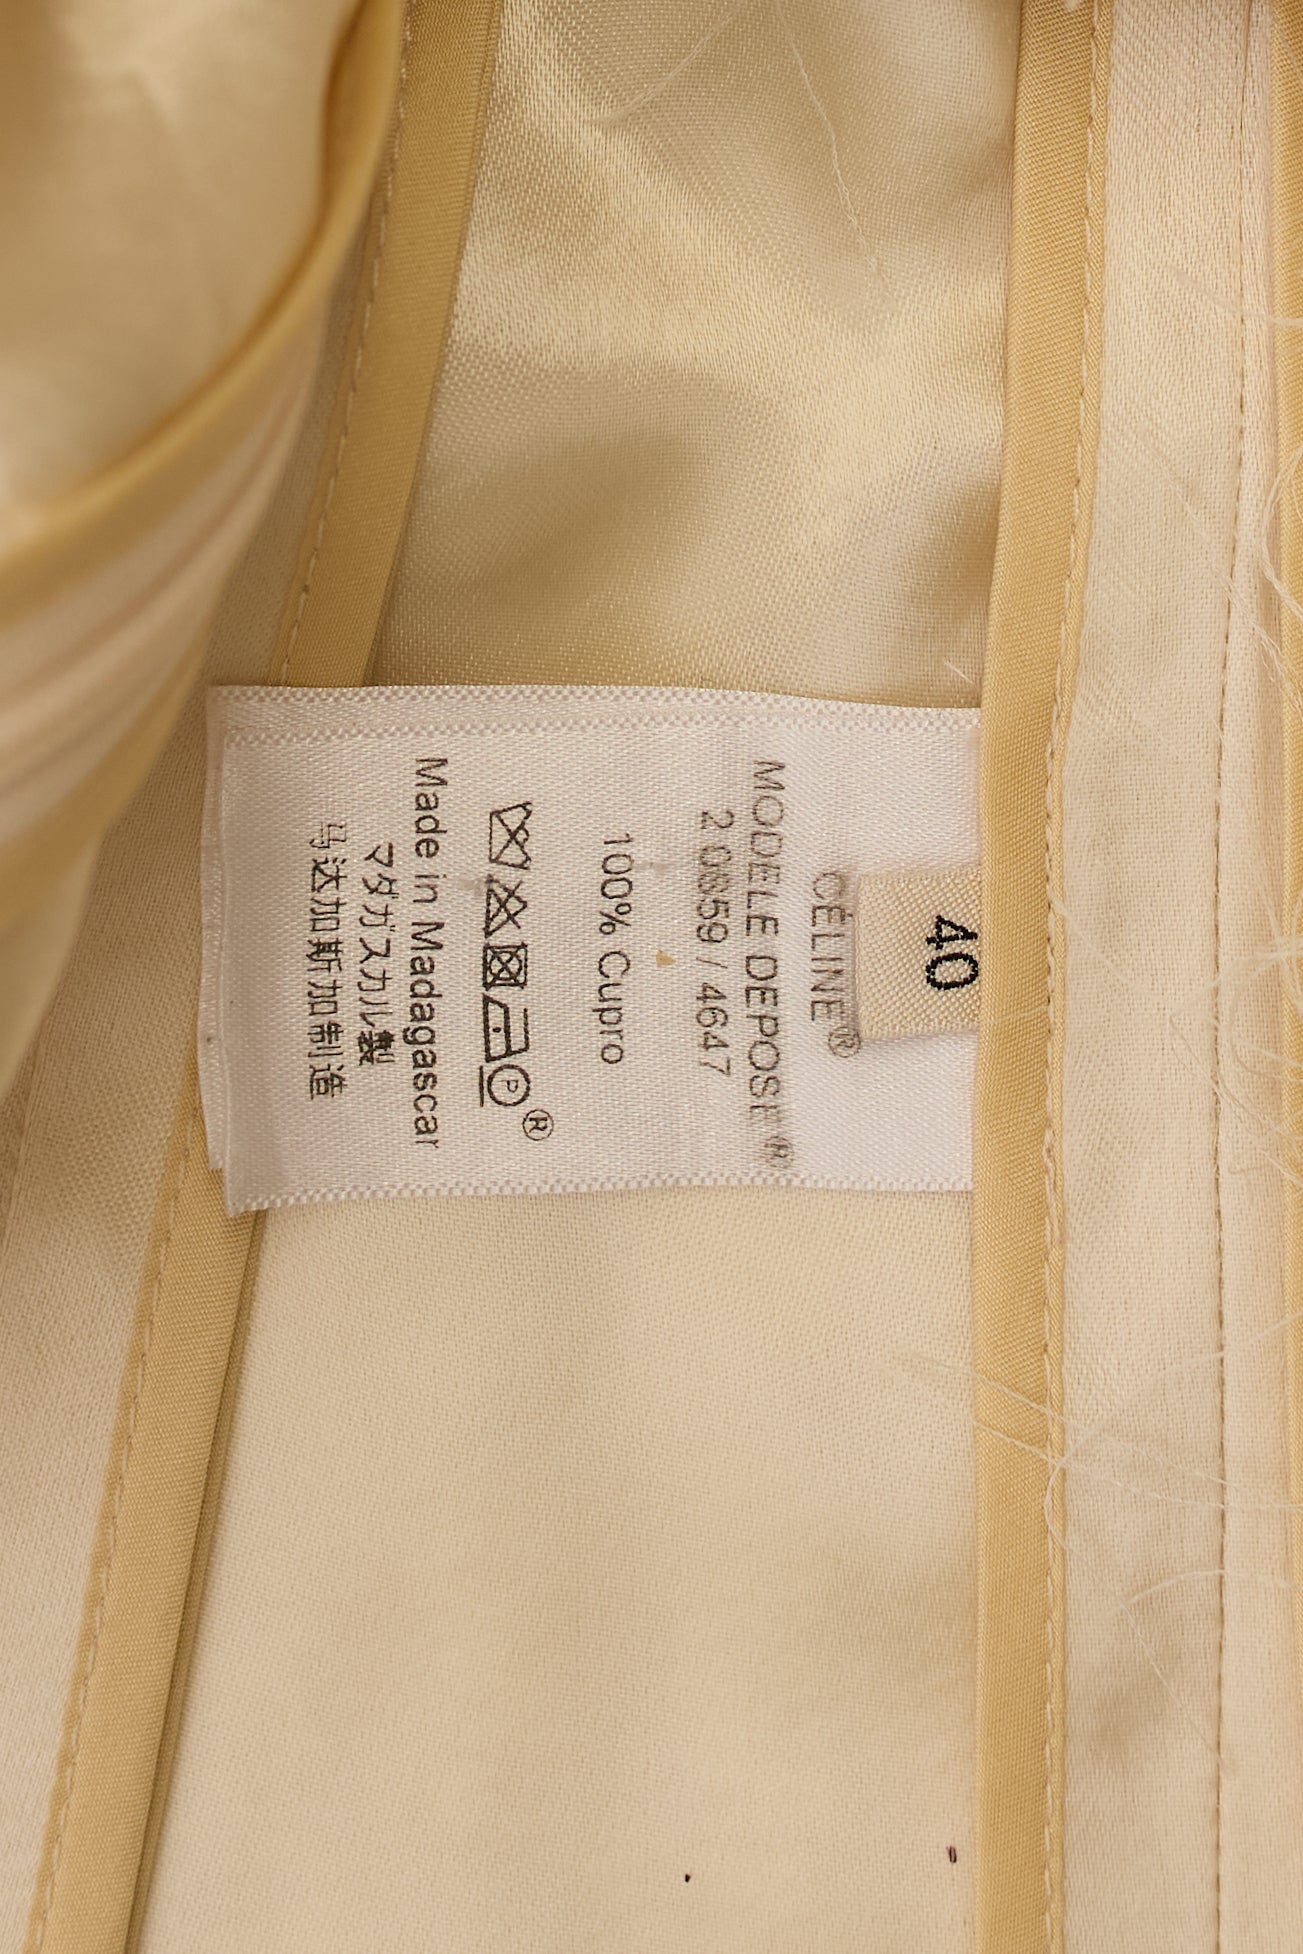 40
CÉLINE®
MODELE DEPOSE®
2 0659 / 4647
100% Cupro
P
®
Made in Madagascar
マダガスカル製
马达加斯加制造